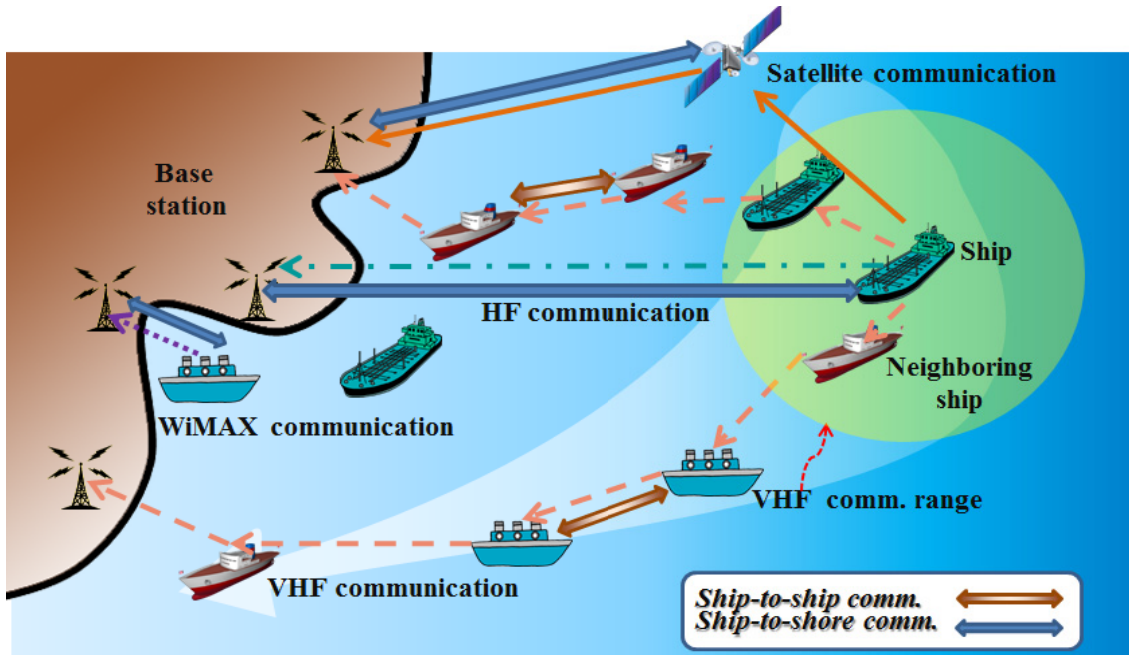 Satellite communication
Base
station
Ship
HF communication
Neighboring
ship
WiMAX communication
VHF comm. range
VHF communication
Ship-to-ship comm.
Ship-to-shore comm.